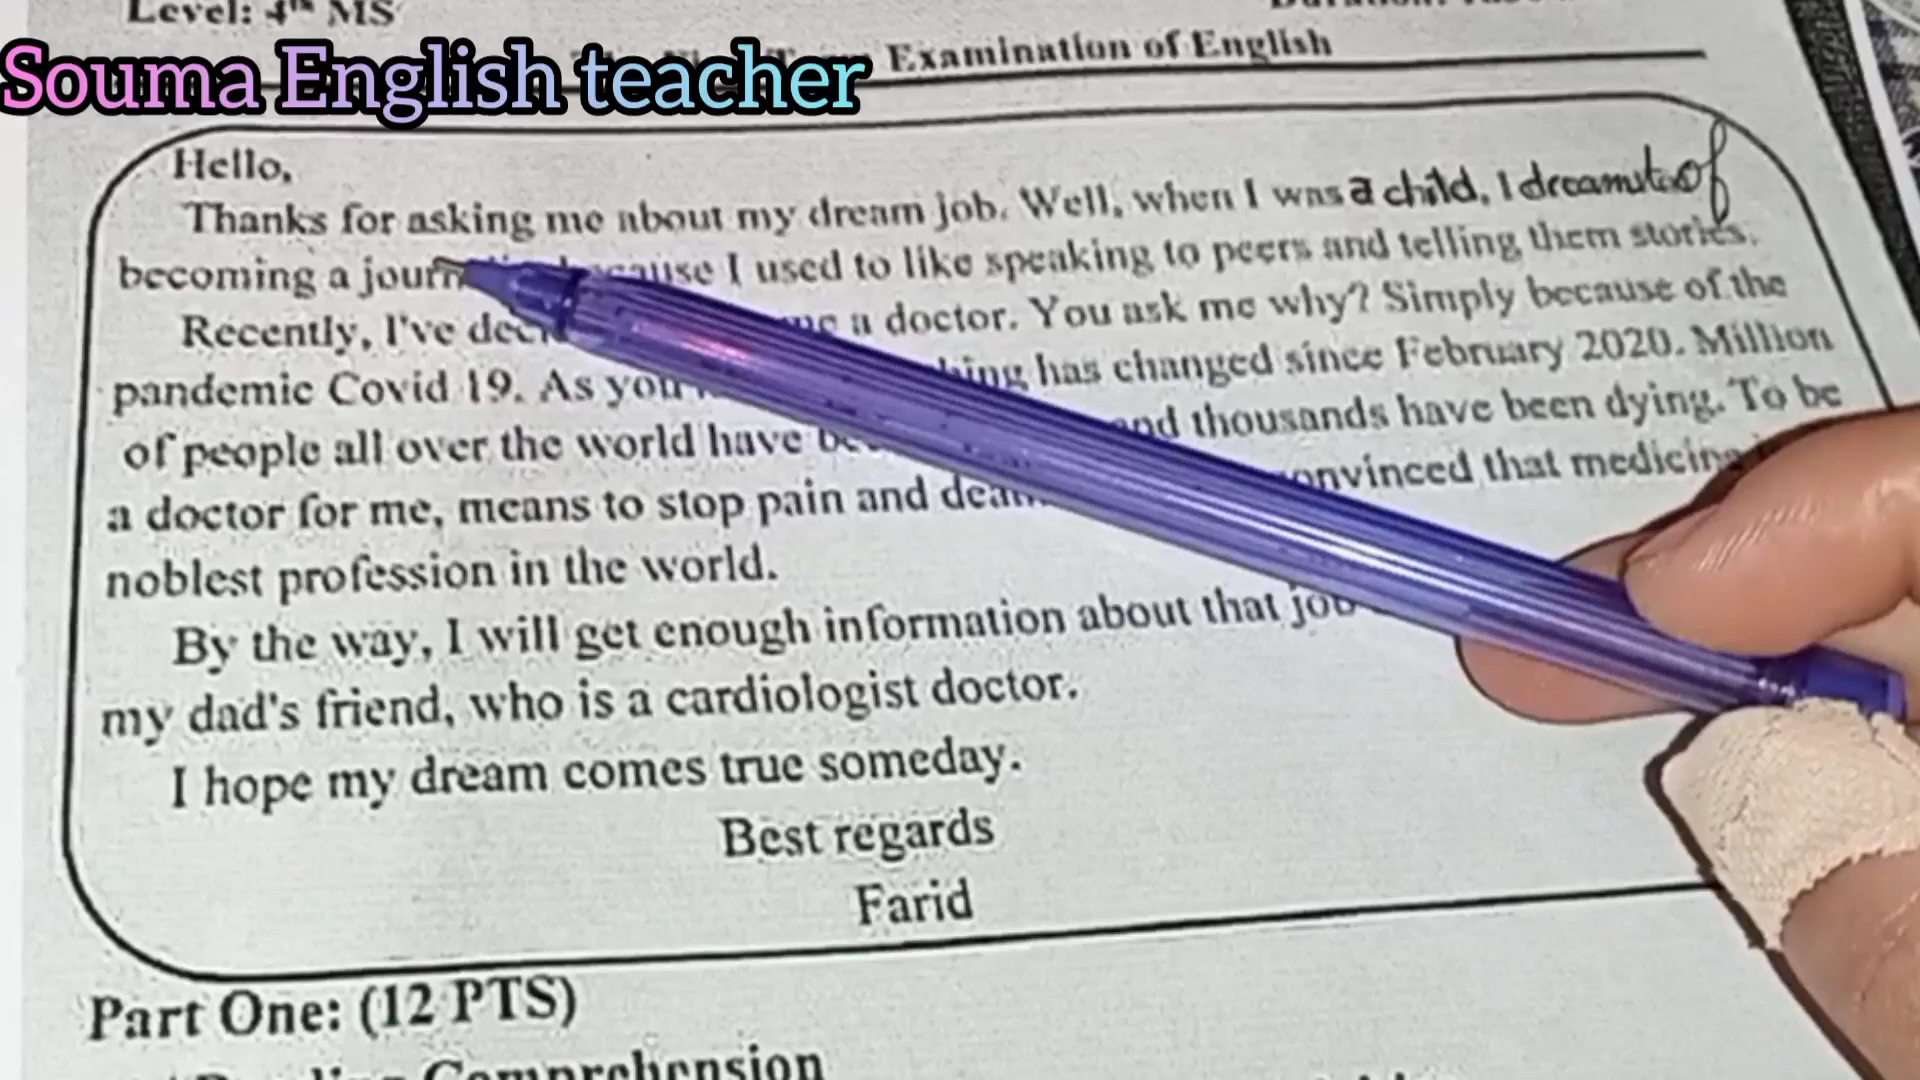 Level: 4th MS
Souma English teacher
Examination of English
Hello,
Thanks for asking me about my dream job. Well, when I was a child, I dreamt of
becoming a I used to like speaking to peers and telling them stories.
Recently, I've a doctor. You ask me why? Simply because of the
pandemic Covid 19. As you has changed since February 2020. Million
of people all over the world have thousands have been dying. To be
a doctor for me, means to stop pain and that medicine
noblest profession in the world.
By the way, I will get enough information about that
my dad's friend, who is a cardiologist doctor.
I hope my dream comes true someday.
Best regards
Farid
Part One: (12 PTS)
Comprehension